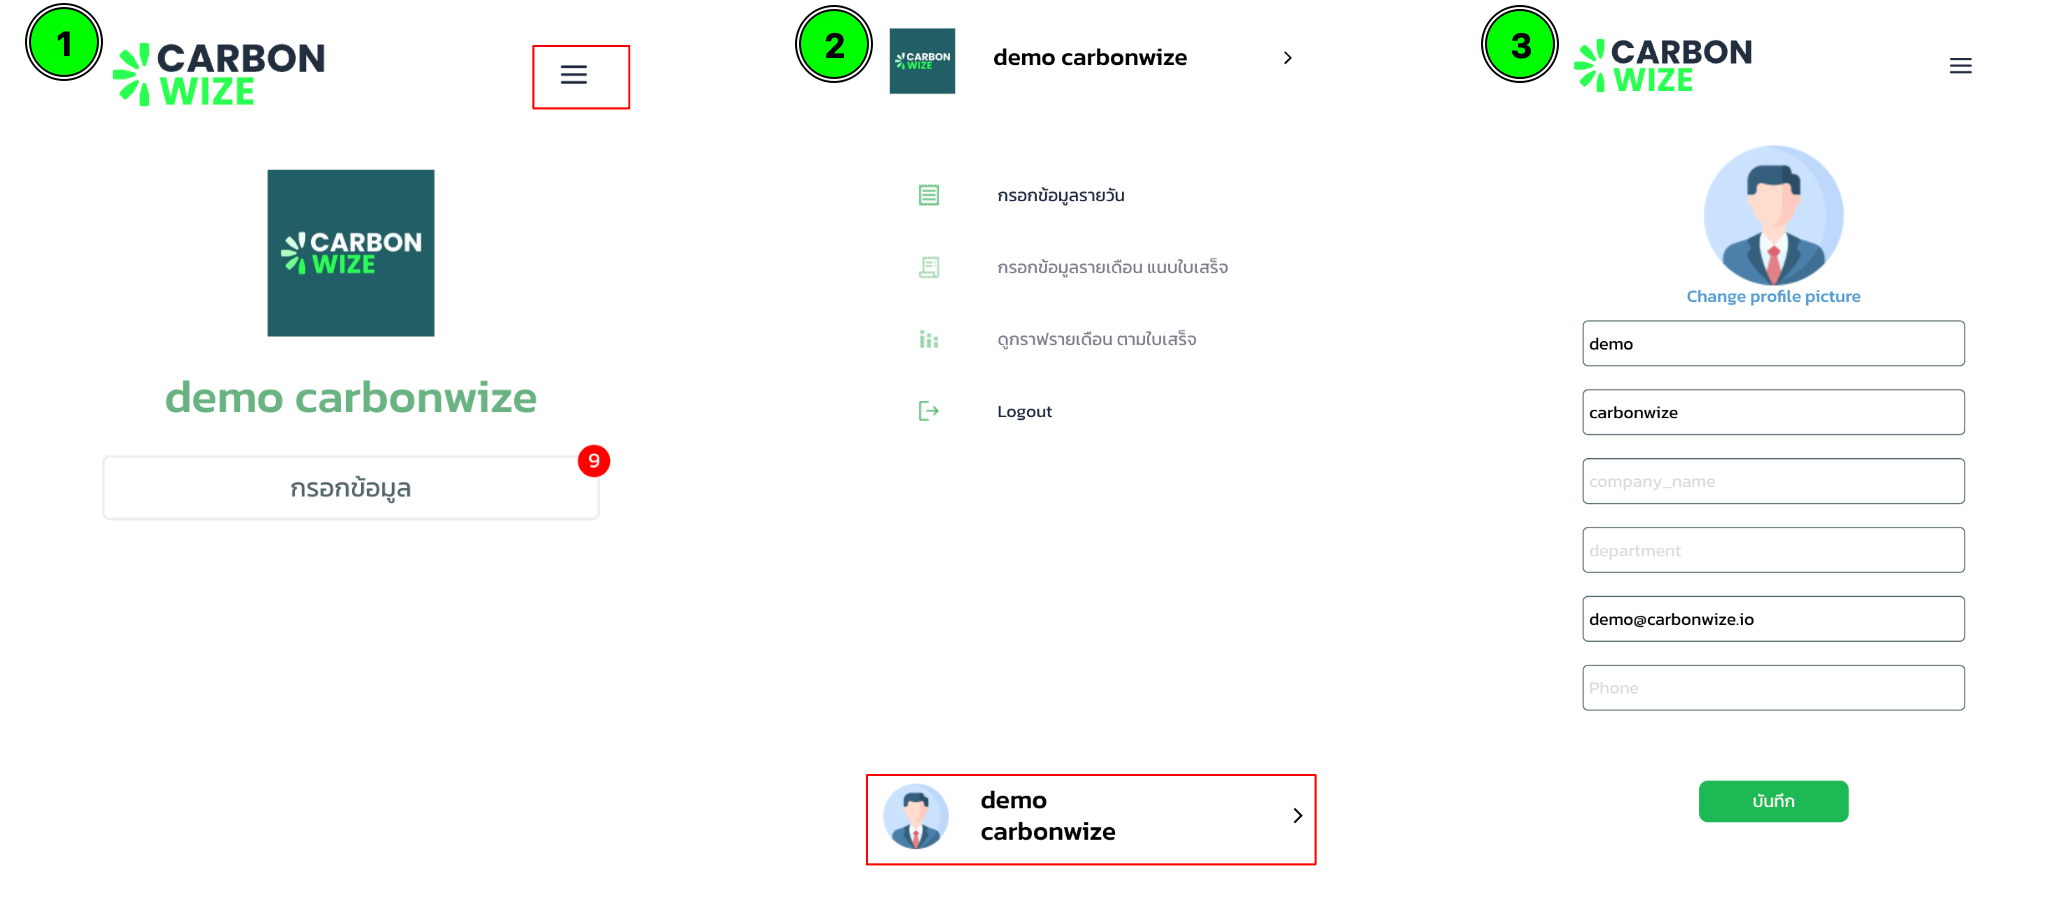 1
CARBON
WIZE
CARBON
WIZE
demo carbonwize
9
กรอกข้อมูล
2
CARBON
WIZE
demo carbonwize
กรอกข้อมูลรายวัน
กรอกข้อมูลรายเดือน แนบใบเสร็จ
ดูกราฟรายเดือน ตามใบเสร็จ
Logout
demo
carbonwize
3
CARBON
WIZE
Change profile picture
demo
carbonwize
company_name
department
demo@carbonwize.io
Phone
บันทึก